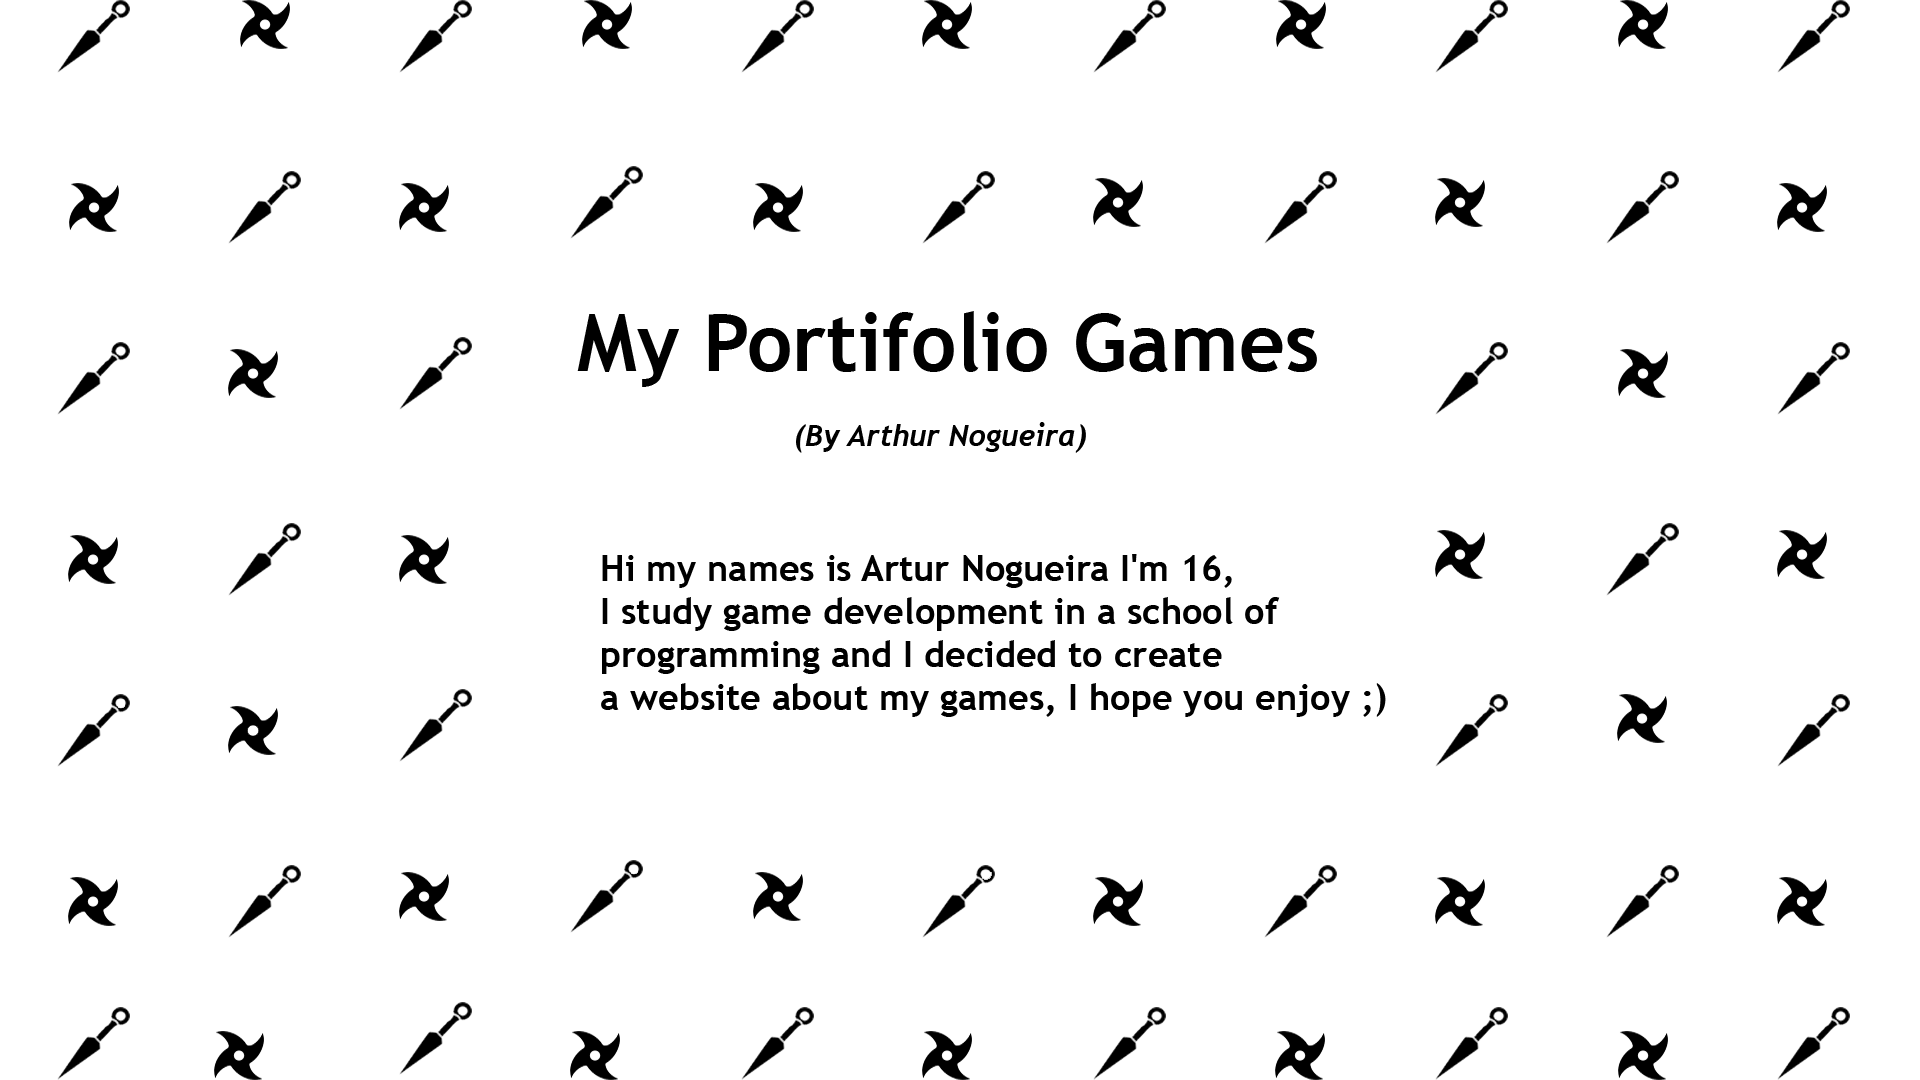 My Portifolio Games
(By Arthur Nogueira)
Hi my names is Artur Nogueira I'm 16,
I study game development in a school of
programming and I decided to create
a website about my games, I hope you enjoy ;)